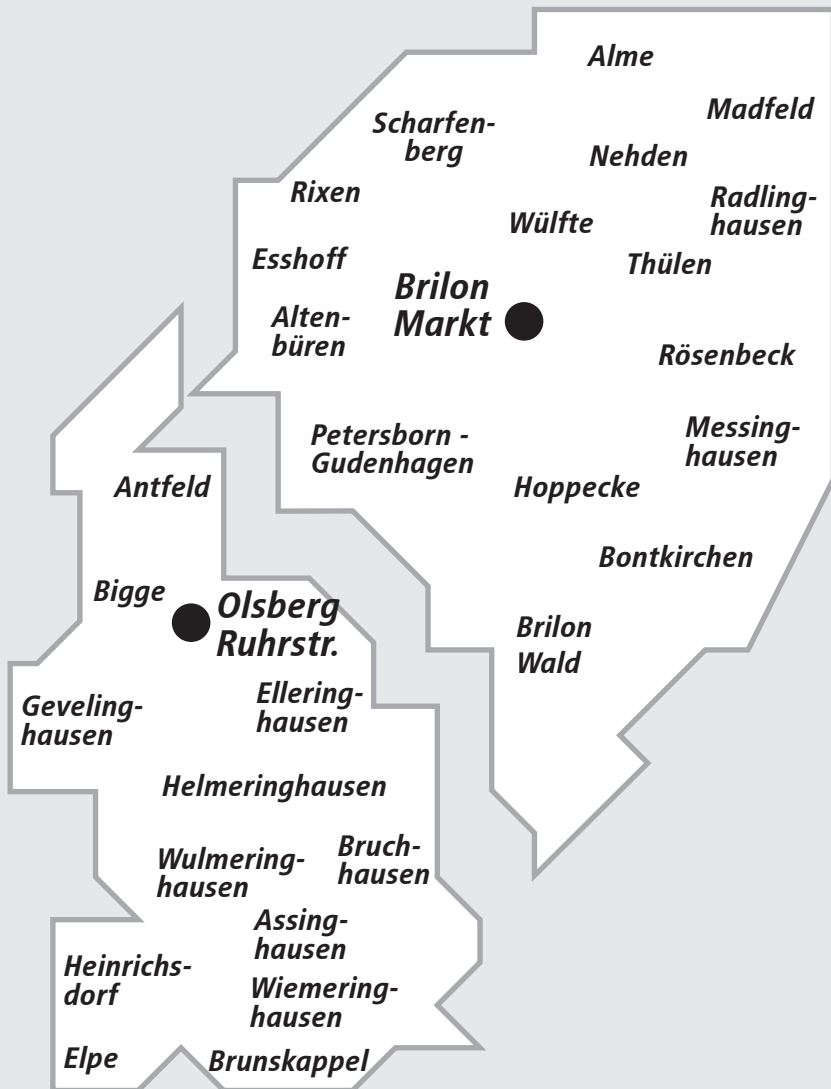 Alme
Madfeld
Scharfen-
berg
Nehden
Rixen
Radling-
hausen
Wülfte
Esshoff
Thülen
Brilon
Markt
Alten-
büren
Rösenbeck
Petersborn -
Gudenhagen
Messing-
hausen
Hoppecke
Antfeld
Bontkirchen
Bigge
Olsberg
Ruhrstr.
Brilon
Wald
Geveling-
hausen
Ellering-
hausen
Helmeringhausen
Wulmering-
hausen
Bruch-
hausen
Assing-
hausen
Heinrichs-
dorf
Wiemering-
hausen
Elpe
Brunskappel